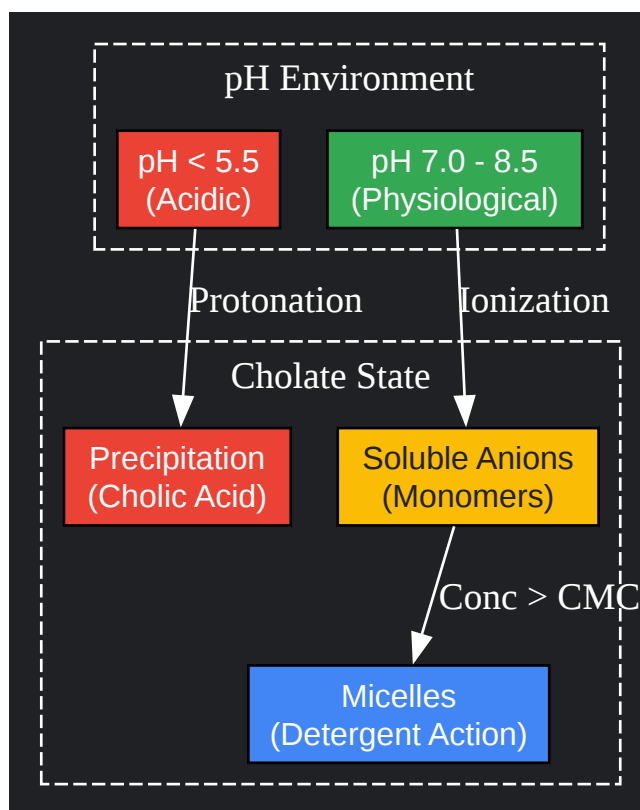 pH Environment
pH < 5.5
(Acidic)
pH 7.0 - 8.5
(Physiological)
Protonation
Ionization
Cholate State
Precipitation
(Cholic Acid)
Soluble Anions
(Monomers)
Conc > CMC
Micelles
(Detergent Action)